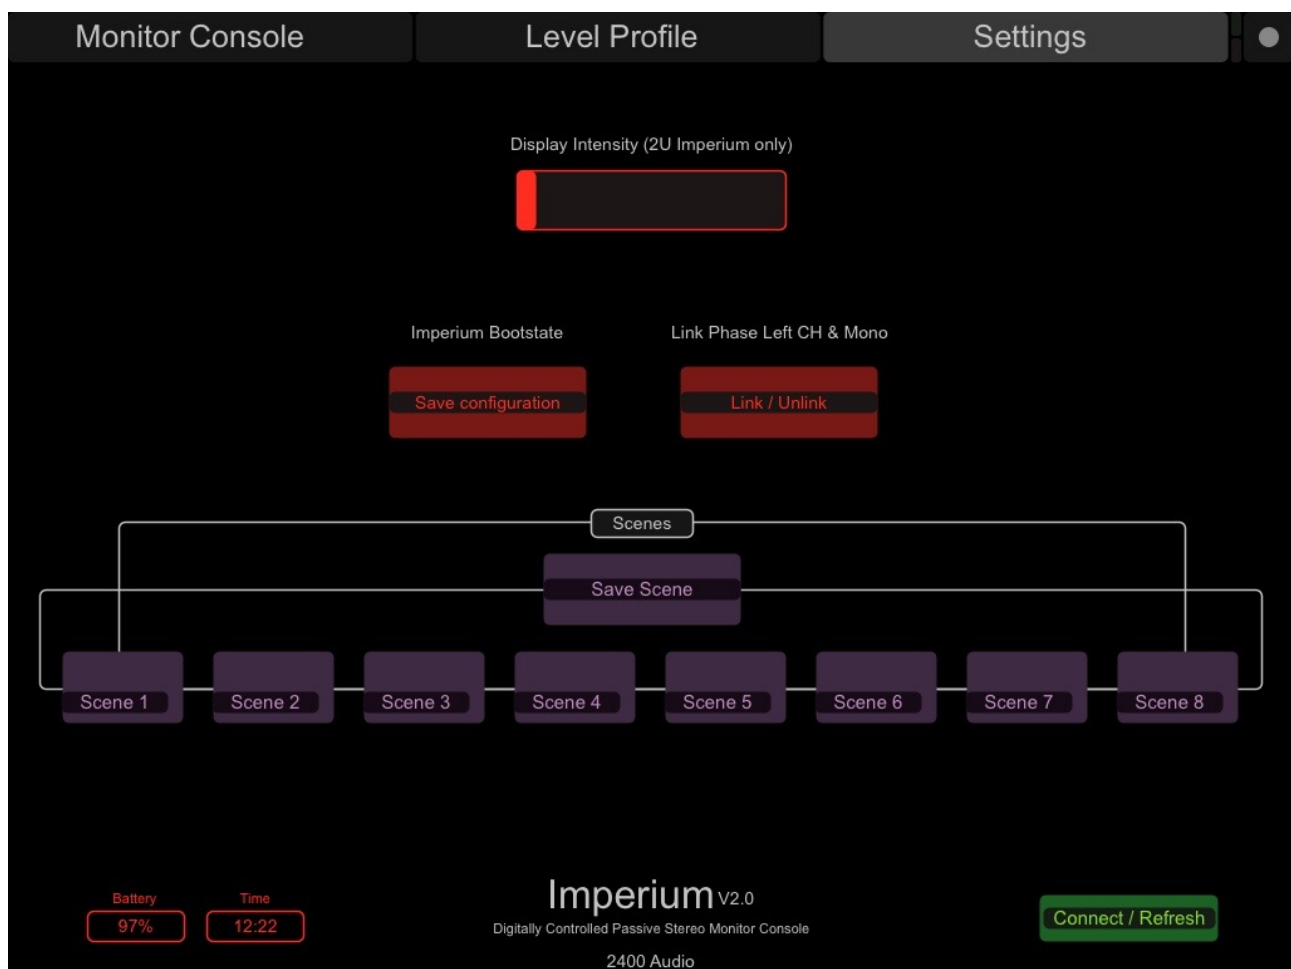 Monitor Console Level Profile Settings
Display Intensity (2U Imperium only)
Imperium Bootstate Link Phase Left CH & Mono
Save configuration Link / Unlink
Scenes
Save Scene
Scene 1 Scene 2 Scene 3 Scene 4 Scene 5 Scene 6 Scene 7 Scene 8
Battery Time
97% 12:22
Imperium V2.0
Digitally Controlled Passive Stereo Monitor Console
2400 Audio
Connect / Refresh